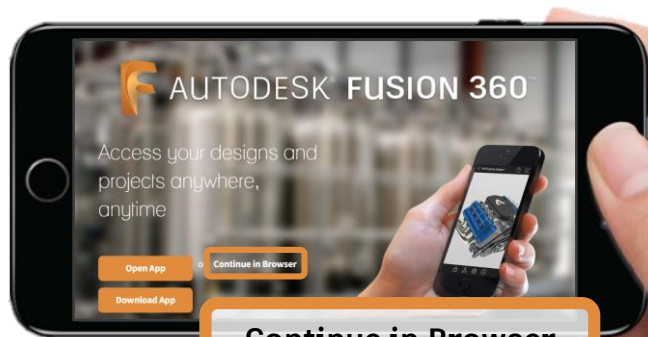 AUTODESK® FUSION 360™
Access your designs and
projects anywhere,
anytime
Open App
Continue in Browser
Download App
Continue in Browser